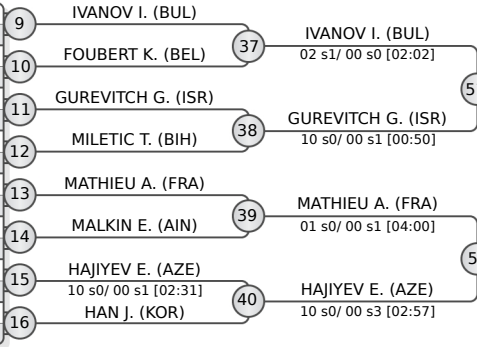 9
IVANOV I. (BUL)
10
FOUBERT K. (BEL)
37
IVANOV I. (BUL)
02 s1/ 00 s0 [02:02]
11
GUREVITCH G. (ISR)
12
MILETIC T. (BIH)
38
GUREVITCH G. (ISR)
10 s0/ 00 s1 [00:50]
5
13
MATHIEU A. (FRA)
14
MALKIN E. (AIN)
39
MATHIEU A. (FRA)
01 s0/ 00 s1 [04:00]
15
HAJIYEV E. (AZE)
10 s0/ 00 s1 [02:31]
16
HAN J. (KOR)
40
HAJIYEV E. (AZE)
10 s0/ 00 s3 [02:57]
5